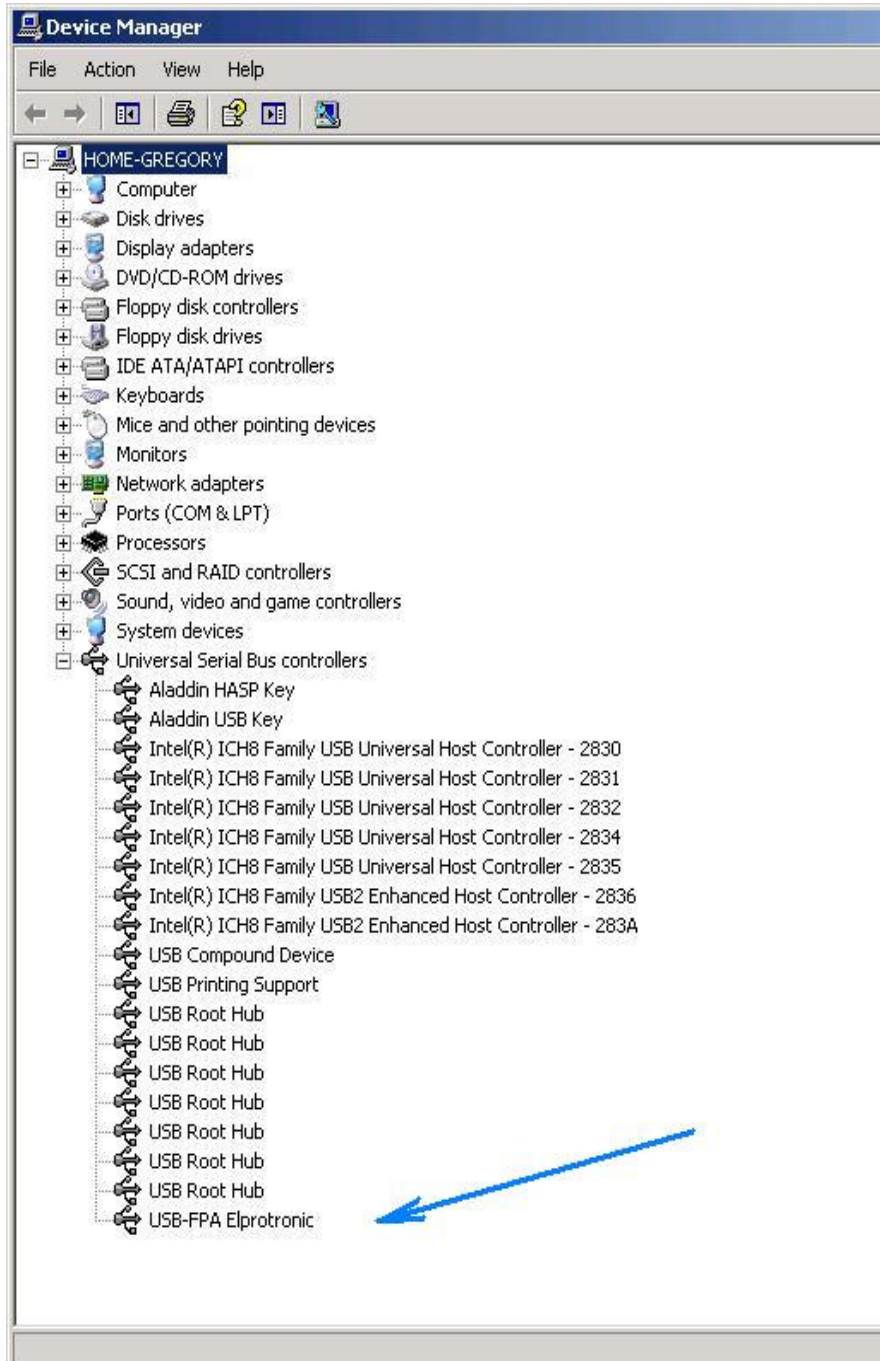 Device Manager
File Action View Help
HOME-GREGORY
Computer
Disk drives
Display adapters
DVD/CD-ROM drives
Floppy disk controllers
Floppy disk drives
IDE ATA/ATAPI controllers
Keyboards
Mice and other pointing devices
Monitors
Network adapters
Ports (COM & LPT)
Processors
SCSI and RAID controllers
Sound, video and game controllers
System devices
Universal Serial Bus controllers
Aladdin HASP Key
Aladdin USB Key
Intel(R) ICH8 Family USB Universal Host Controller - 2830
Intel(R) ICH8 Family USB Universal Host Controller - 2831
Intel(R) ICH8 Family USB Universal Host Controller - 2832
Intel(R) ICH8 Family USB Universal Host Controller - 2834
Intel(R) ICH8 Family USB Universal Host Controller - 2835
Intel(R) ICH8 Family USB2 Enhanced Host Controller - 2836
Intel(R) ICH8 Family USB2 Enhanced Host Controller - 283A
USB Compound Device
USB Printing Support
USB Root Hub
USB Root Hub
USB Root Hub
USB Root Hub
USB Root Hub
USB Root Hub
USB Root Hub
USB-FPA Elprotronic